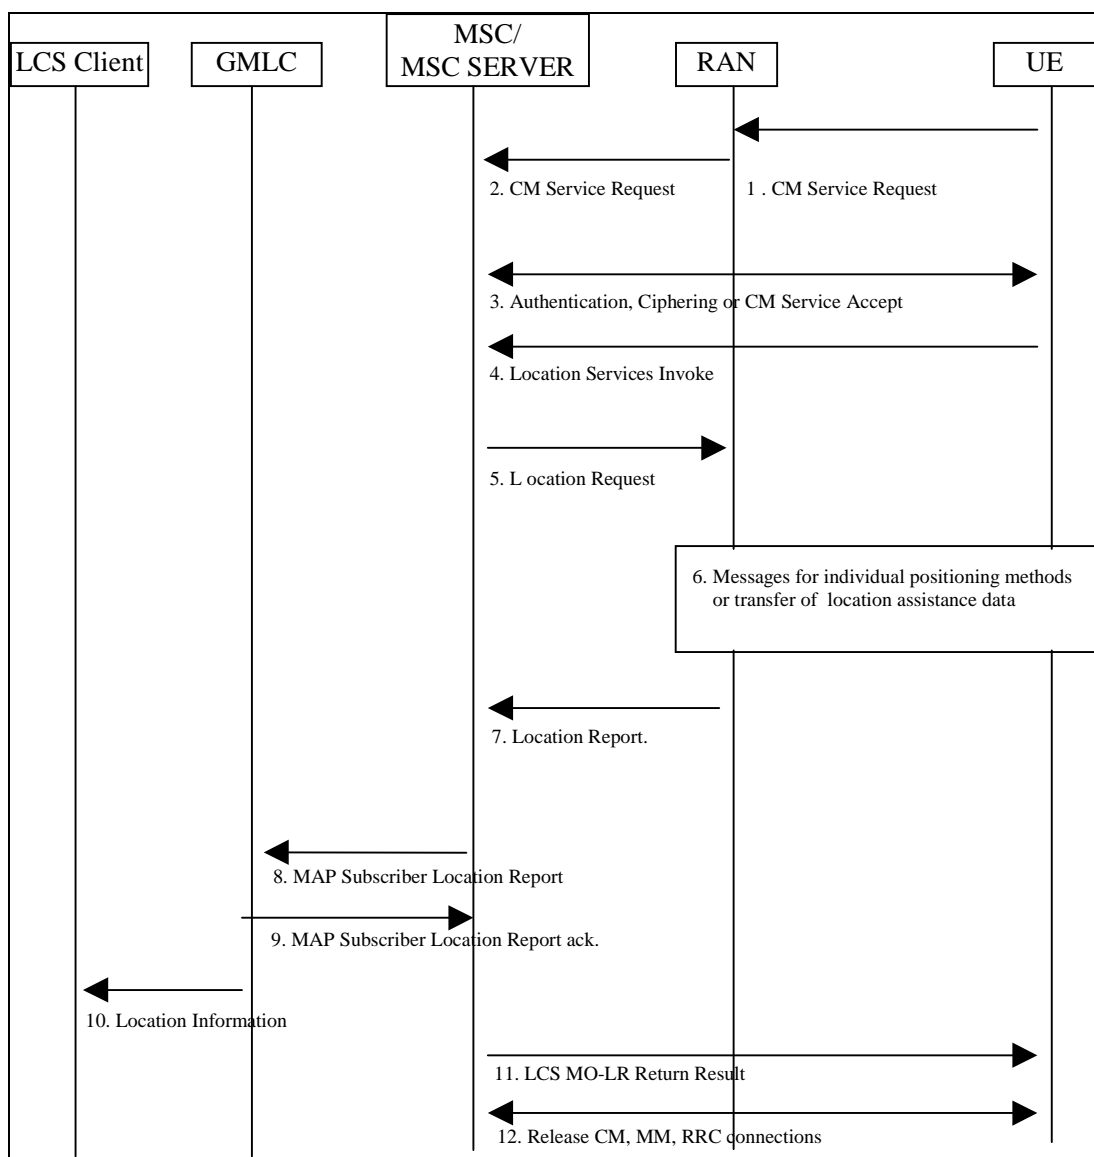 MSC/
LCS Client GMLC MSC SERVER RAN UE
2. CM Service Request 1 . CM Service Request
3. Authentication, Ciphering or CM Service Accept
4. Location Services Invoke
5. L ocation Request
6. Messages for individual positioning methods
or transfer of location assistance data
7. Location Report.
8. MAP Subscriber Location Report
9. MAP Subscriber Location Report ack.
10. Location Information
11. LCS MO-LR Return Result
12. Release CM, MM, RRC connections